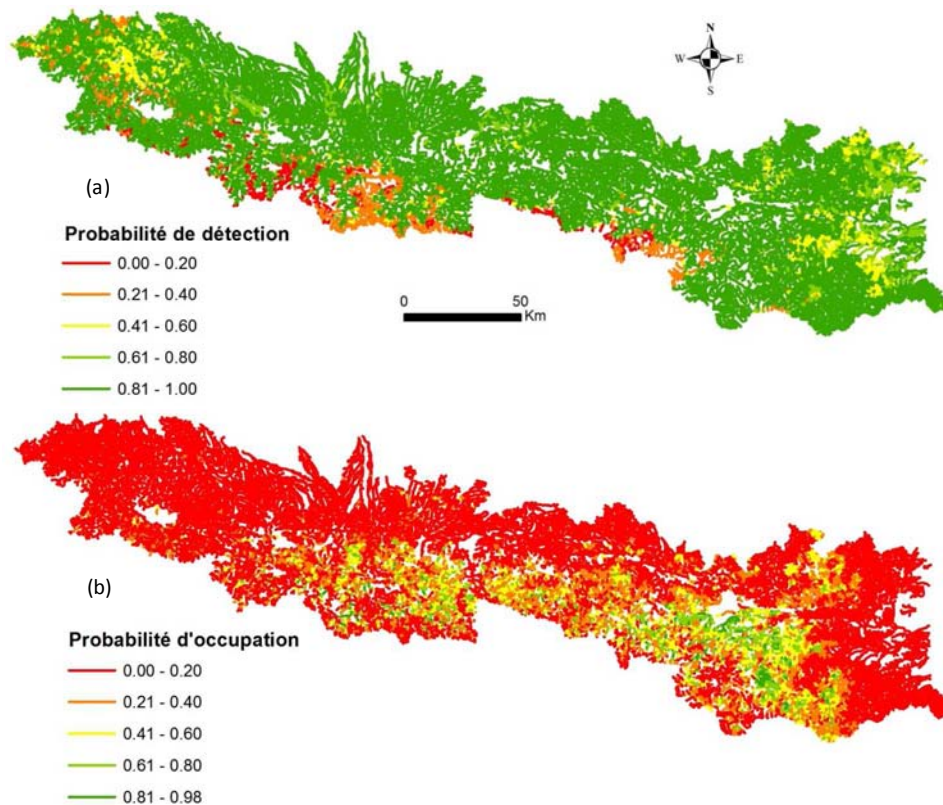 N
W E
S
(a)
Probabilité de détection
0.00 - 0.20
0.21 - 0.40
0.41 - 0.60
0.61 - 0.80
0.81 - 1.00
0 50
Km
(b)
Probabilité d'occupation
0.00 - 0.20
0.21 - 0.40
0.41 - 0.60
0.61 - 0.80
0.81 - 0.98